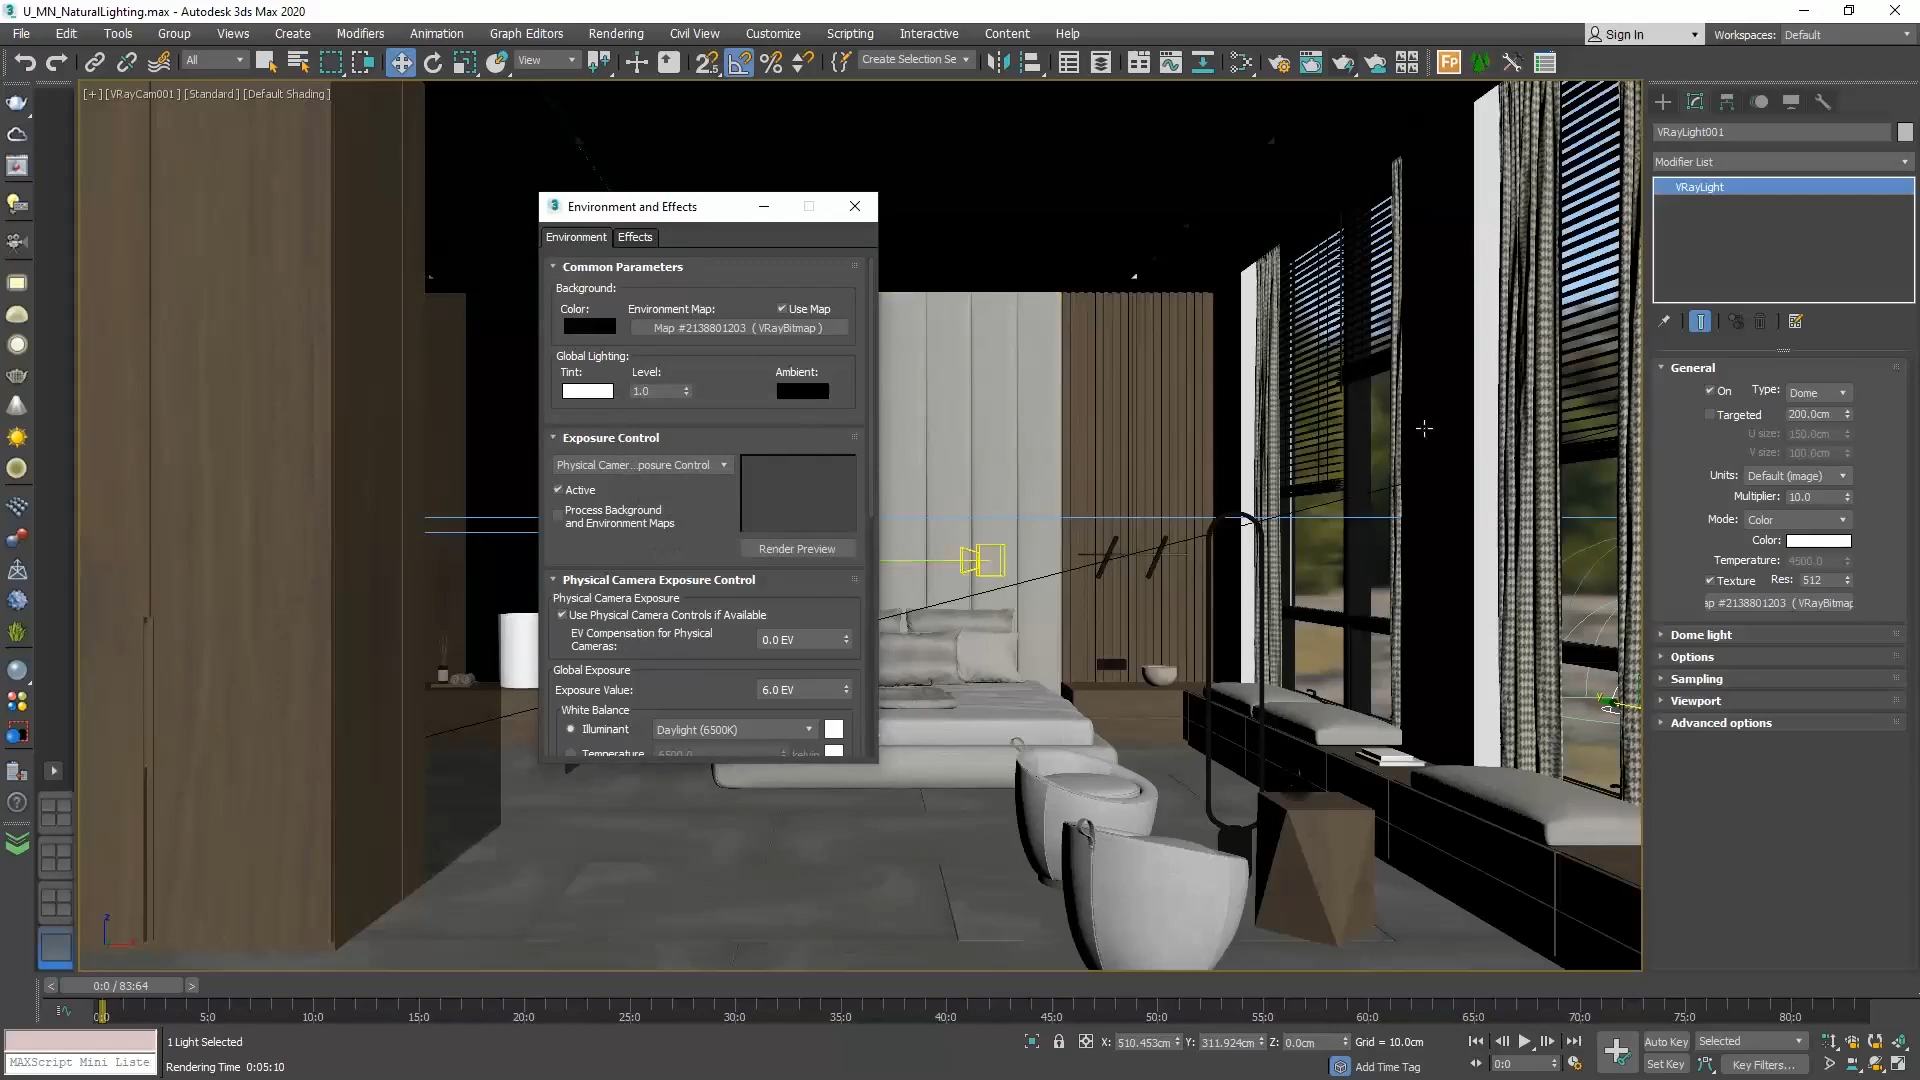 U_MN_NaturalLighting.max - Autodesk 3ds Max 2020
File Edit Tools Group Views Create Modifiers Animation Graph Editors Rendering Civil View Customize Scripting Interactive Content Help
Sign In Workspaces: Default
All View Create Selection Se
[+] [VRayCam001] [Standard] [Default Shading]
VRayLight001
Modifier List
VRayLight
Environment and Effects
Environment Effects
Common Parameters
Background:
Color: Environment Map: Use Map
Map #2138801203 ( VRayBitmap )
Global Lighting:
Tint: Level: Ambient:
1.0
Exposure Control
Physical Camer...posure Control
Active
Process Background
and Environment Maps
Render Preview
Physical Camera Exposure Control
Physical Camera Exposure
Use Physical Camera Controls if Available
EV Compensation for Physical
Cameras:
0.0 EV
Global Exposure
Exposure Value: 6.0 EV
White Balance
Illuminant Daylight (6500K)
Temperature 6500.0 kelvin
General
On Type: Dome
Targeted 200.0cm
U size: 150.0cm
V size: 100.0cm
Units: Default (image)
Multiplier: 10.0
Mode: Color
Color:
Temperature: 4500.0
Texture Res: 512
ap #2138801203 ( VRayBitmap
Dome light
Options
Sampling
Viewport
Advanced options
0:0 / 83:64
0:0 5:0 10:0 15:0 20:0 25:0 30:0 35:0 40:0 45:0 50:0 55:0 60:0 65:0 70:0 75:0 80:0
MAXScript Mini Liste
1 Light Selected
Rendering Time 0:05:10
X: 510.453cm Y: 311.924cm Z: 0.0cm Grid = 10.0cm
Add Time Tag
0:0
Auto Key Selected
Set Key Key Filters...